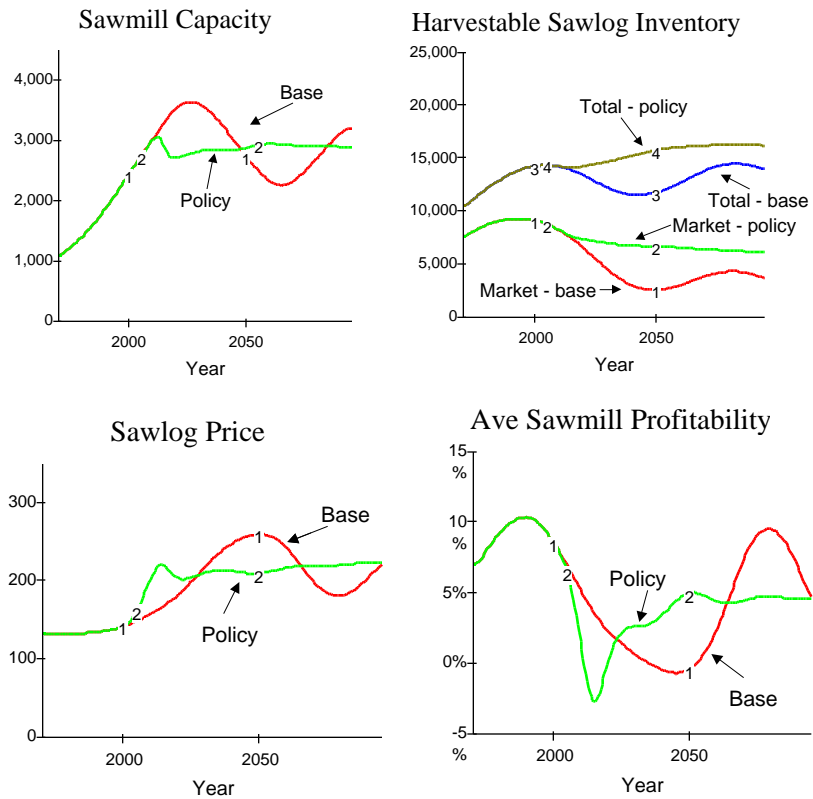 Sawmill Capacity
4,000
3,000
2,000
1,000
0
Base
Policy
2
1
1
2
2000
2050
Year
Harvestable Sawlog Inventory
25,000
20,000
15,000
10,000
5,000
0
Total - policy
Total - base
Market - policy
Market - base
3 4
4
3
1 2
2
1
2000
2050
Year
Sawlog Price
300
200
100
0
Base
Policy
1
2
1
2
2000
2050
Year
Ave Sawmill Profitability
15
%
10
%
5%
0%
-5
%
Policy
Base
1
2
2
1
2000
2050
Year